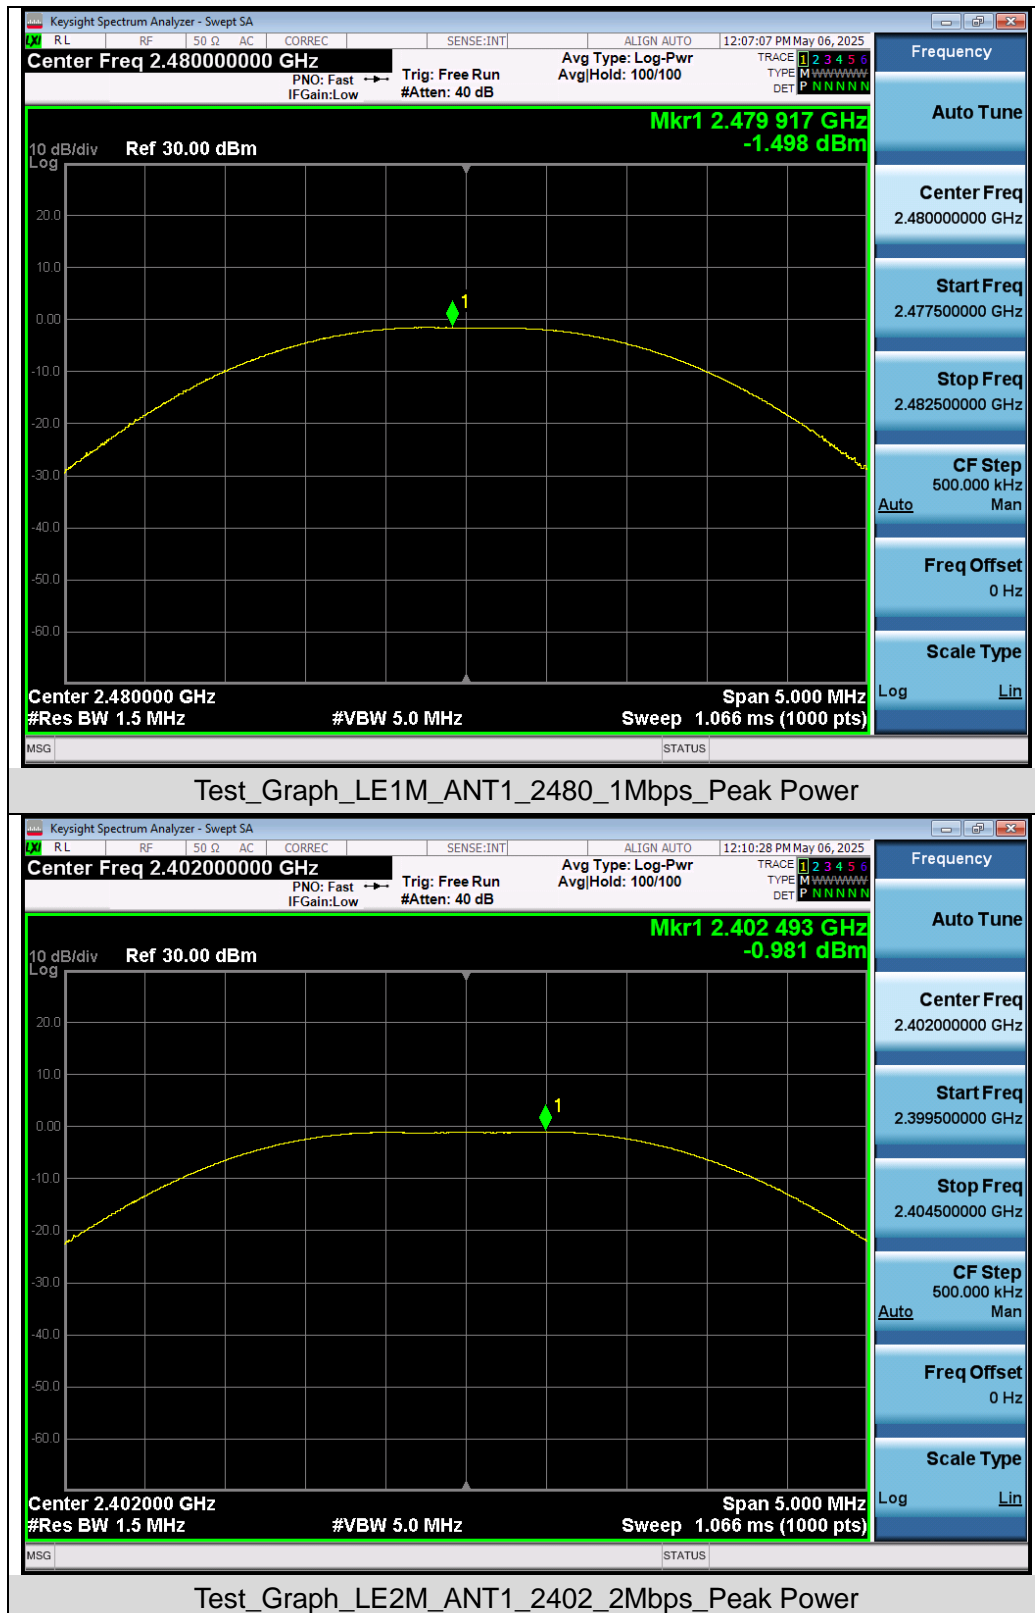 Keysight Spectrum Analyzer - Swept SA
LXI RL RF 50 Ω AC CORREC SENSE:INT ALIGN AUTO 12:07:07 PM May 06, 2025
Center Freq 2.480000000 GHz
PNO: Fast
IFGain:Low
Trig: Free Run
#Atten: 40 dB
Avg Type: Log-Pwr
Avg|Hold: 100/100
TRACE 1 2 3 4 5 6
TYPE M WWWWW
DET P N N N N N
Mkr1 2.479 917 GHz
-1.498 dBm
10 dB/div Ref 30.00 dBm
Log
20.0
10.0
0.00
-10.0
-20.0
-30.0
-40.0
-50.0
-60.0
1
Center 2.480000 GHz Span 5.000 MHz
#Res BW 1.5 MHz #VBW 5.0 MHz Sweep 1.066 ms (1000 pts)
MSG STATUS
Frequency
Auto Tune
Center Freq
2.480000000 GHz
Start Freq
2.477500000 GHz
Stop Freq
2.482500000 GHz
CF Step
500.000 kHz
Auto Man
Freq Offset
0 Hz
Scale Type
Log Lin
Test_Graph_LE1M_ANT1_2480_1Mbps_Peak Power
Keysight Spectrum Analyzer - Swept SA
LXI RL RF 50 Ω AC CORREC SENSE:INT ALIGN AUTO 12:10:28 PM May 06, 2025
Center Freq 2.402000000 GHz
PNO: Fast
IFGain:Low
Trig: Free Run
#Atten: 40 dB
Avg Type: Log-Pwr
Avg|Hold: 100/100
TRACE 1 2 3 4 5 6
TYPE M WWWWW
DET P N N N N N
Mkr1 2.402 493 GHz
-0.981 dBm
10 dB/div Ref 30.00 dBm
Log
20.0
10.0
0.00
-10.0
-20.0
-30.0
-40.0
-50.0
-60.0
1
Center 2.402000 GHz Span 5.000 MHz
#Res BW 1.5 MHz #VBW 5.0 MHz Sweep 1.066 ms (1000 pts)
MSG STATUS
Frequency
Auto Tune
Center Freq
2.402000000 GHz
Start Freq
2.399500000 GHz
Stop Freq
2.404500000 GHz
CF Step
500.000 kHz
Auto Man
Freq Offset
0 Hz
Scale Type
Log Lin
Test_Graph_LE2M_ANT1_2402_2Mbps_Peak Power